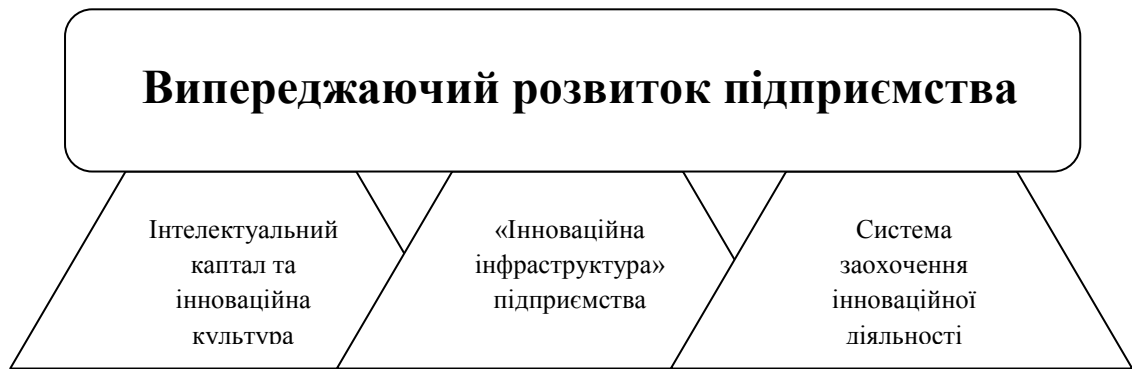 Випереджаючий розвиток підприємства
Інтелектуальний
каптал та
інноваційна
культура
«Інноваційна
інфраструктура»
підприємства
Система
заохочення
інноваційної
діяльності